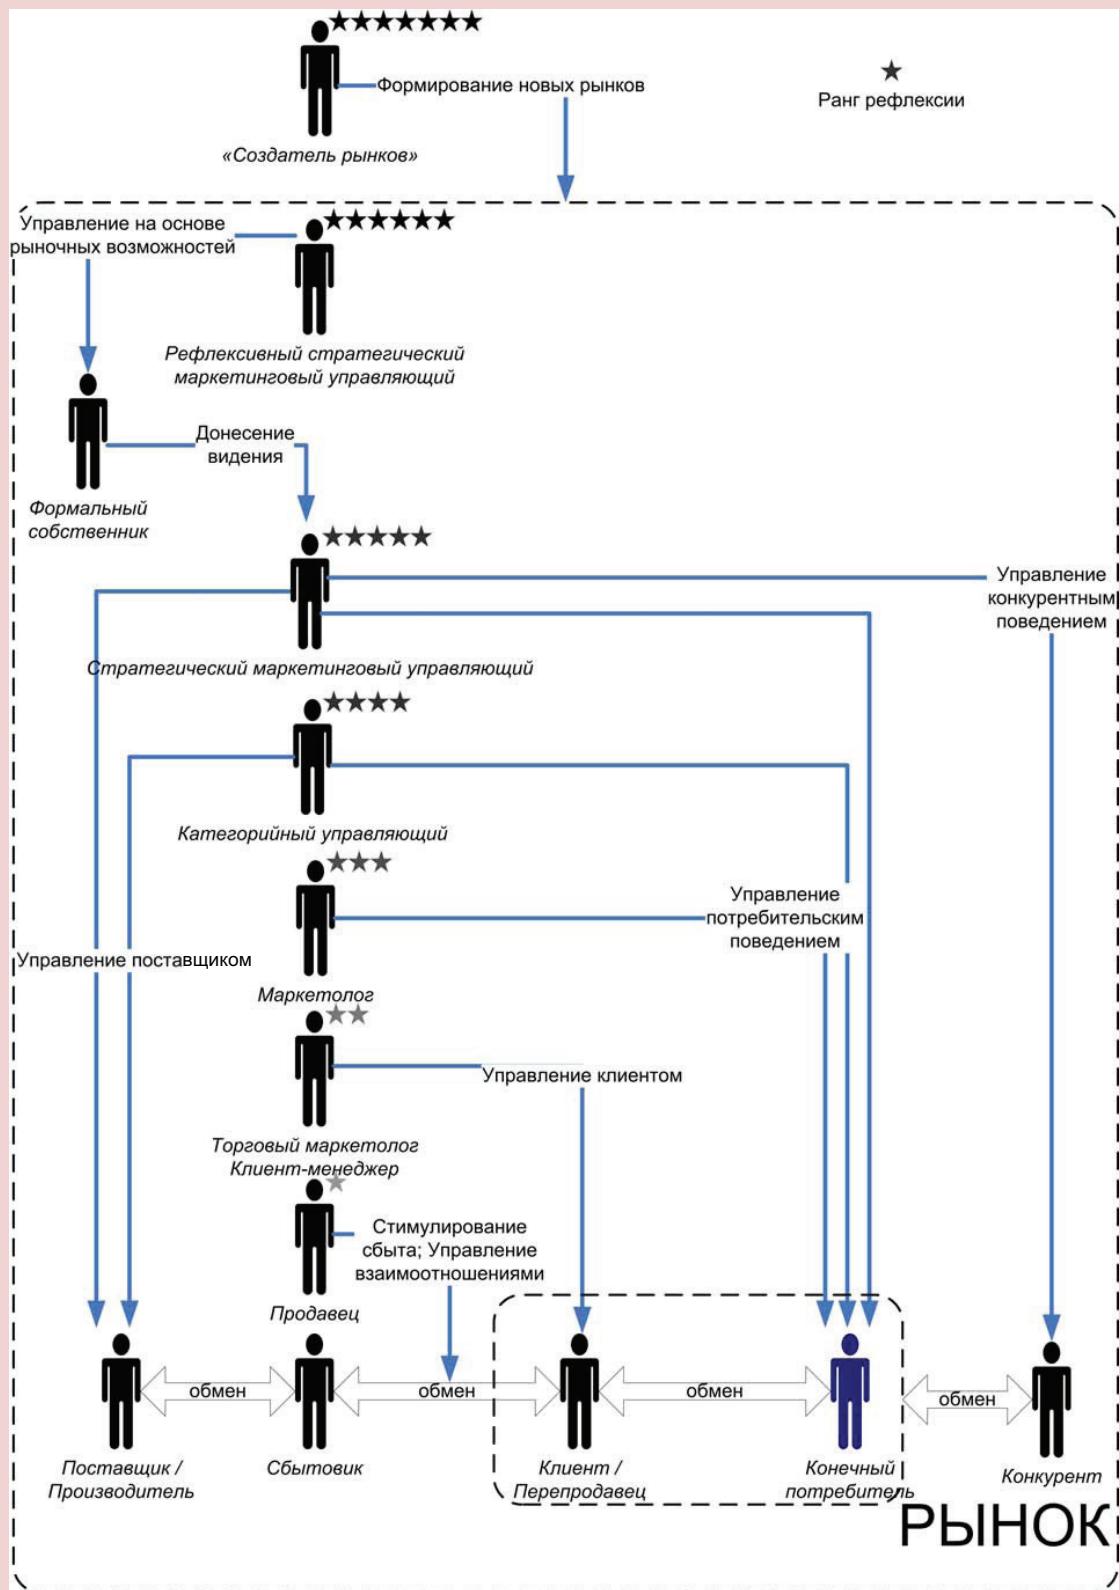 Формирование новых рынков
Ранг рефлексии
«Создатель рынков»
Управление на основе
рыночных возможностей
Рефлексивный стратегический
маркетинговый управляющий
Донесение
видения
Формальный
собственник
Управление
конкурентным
поведением
Стратегический маркетинговый управляющий
Категорийный управляющий
Управление
потребительским
поведением
Управление поставщиком
Маркетолог
Управление клиентом
Торговый маркетолог
Клиент-менеджер
Стимулирование
сбыта; Управление
взаимоотношениями
Продавец
обмен
обмен
обмен
обмен
Поставщик /
Производитель
Сбытовик
Клиент /
Перепродавец
Конечный
потребитель
Конкурент
РЫНОК